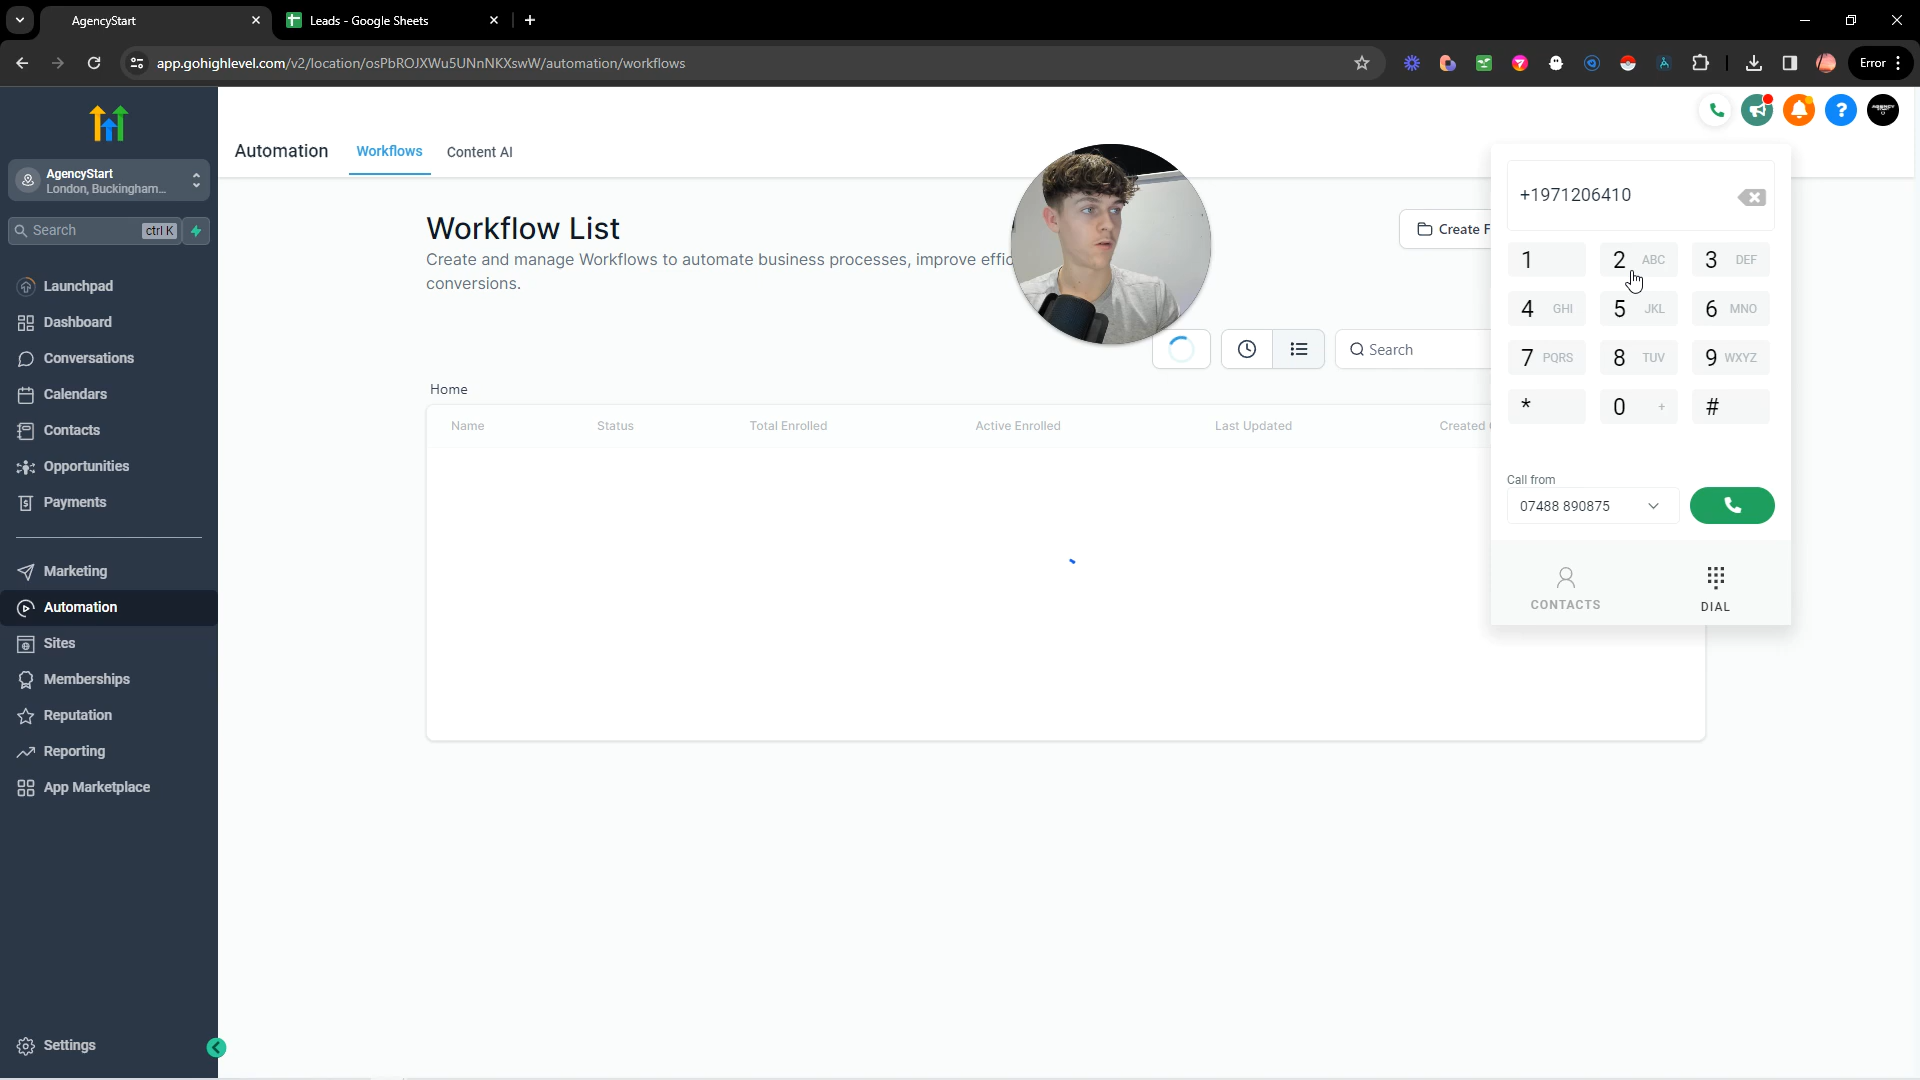 AgencyStart
Leads - Google Sheets
app.gohighlevel.com/v2/location/osPbROJXWu5UNnNKXswW/automation/workflows
Error
AgencyStart
London, Buckingham...
Search
ctrl K
Launchpad
Dashboard
Conversations
Calendars
Contacts
Opportunities
Payments
Marketing
Automation
Sites
Memberships
Reputation
Reporting
App Marketplace
Settings
Automation
Workflows
Content AI
Workflow List
Create and manage Workflows to automate business processes, improve effic
conversions.
Create F
Search
Home
Name
Status
Total Enrolled
Active Enrolled
Last Updated
Created
+1971206410
1
2 ABC
3 DEF
4 GHI
5 JKL
6 MNO
7 PQRS
8 TUV
9 WXYZ
*
0 +
#
Call from
07488 890875
CONTACTS
DIAL